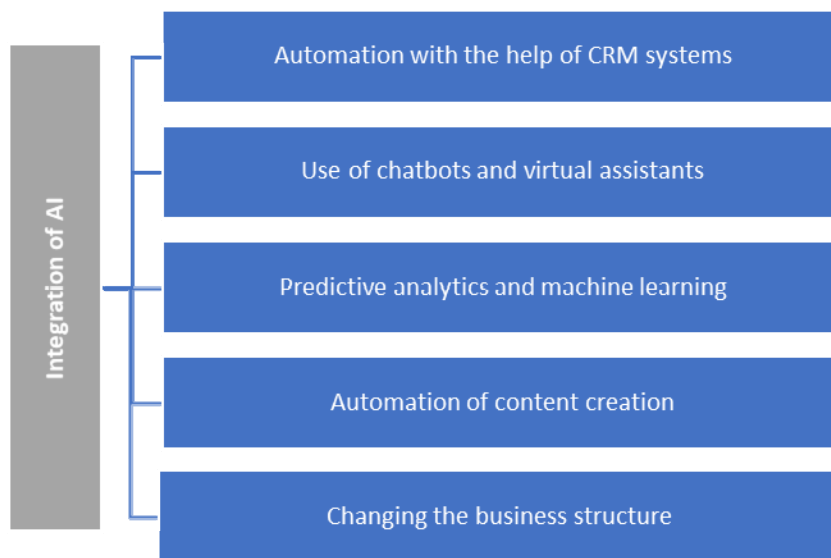 Integration of AI
Automation with the help of CRM systems
Use of chatbots and virtual assistants
Predictive analytics and machine learning
Automation of content creation
Changing the business structure